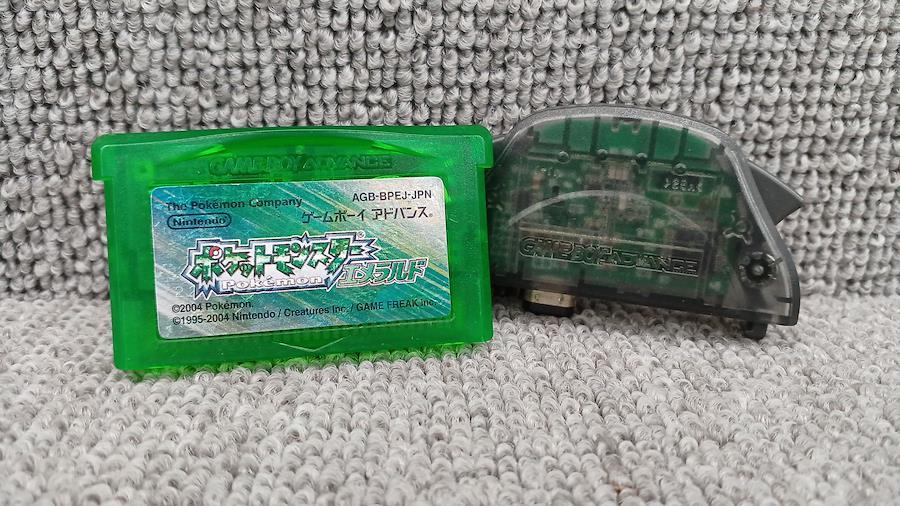 GAME BOY ADVANCE
The Pokémon Company
AGB-BPEJ-JPN
Nintendo
ゲームボーイ アドバンス®
ポケットモンスター
Pokémon
エメラルド
©2004 Pokémon.
©1995-2004 Nintendo / Creatures inc. / GAME FREAK inc.
GAME BOY ADVANCE